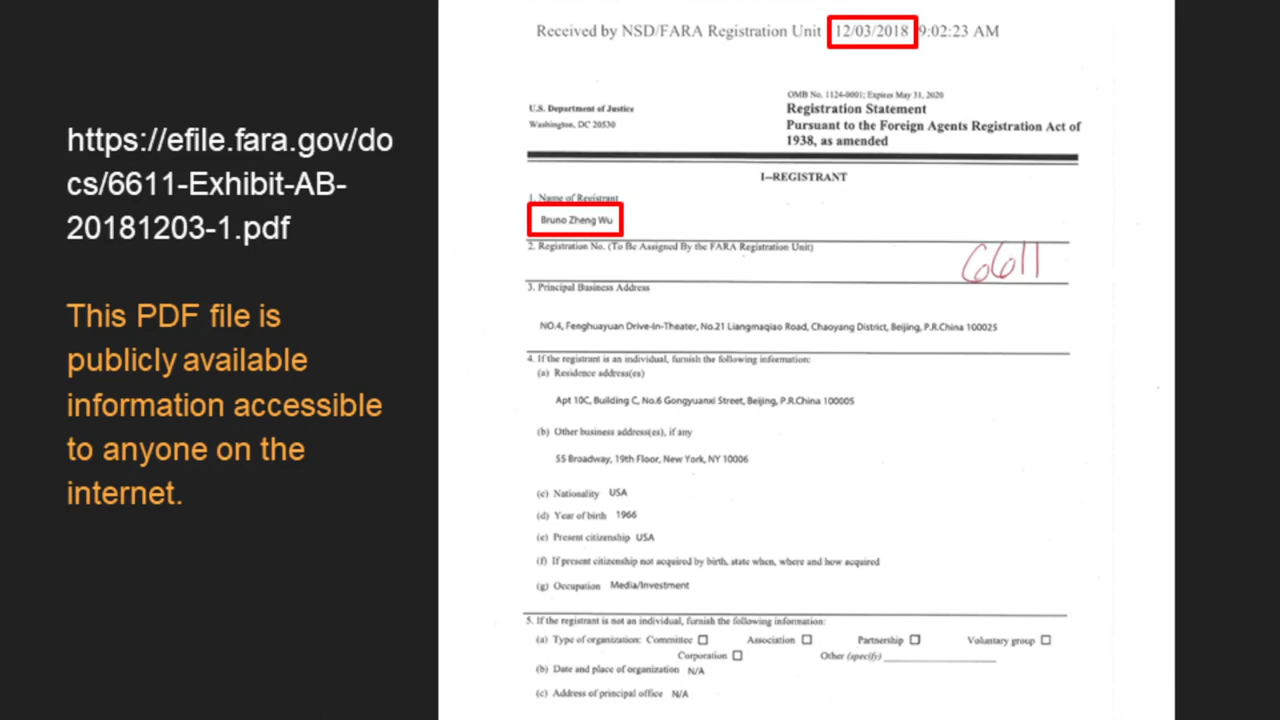 https://efile.fara.gov/do
cs/6611-Exhibit-AB-
20181203-1.pdf
This PDF file is
publicly available
information accessible
to anyone on the
internet.
Received by NSD/FARA Registration Unit 12/03/2018 9:02:23 AM
OMB No. 1124-0001; Expires May 31, 2020
U.S. Department of Justice
Washington, DC 20530
Registration Statement
Pursuant to the Foreign Agents Registration Act of
1938, as amended
I—REGISTRANT
1. Name of Registrant
Bruno Zheng Wu
2. Registration No. (To Be Assigned By the FARA Registration Unit)
6611
3. Principal Business Address
NO.4, Fenghuayuan Drive-In-Theater, No.21 Liangmaqiao Road, Chaoyang District, Beijing, P.R.China 100025
4. If the registrant is an individual, furnish the following information:
(a) Residence address(es)
Apt 10C, Building C, No.6 Gongyuanxi Street, Beijing, P.R.China 100005
(b) Other business address(es), if any
55 Broadway, 19th Floor, New York, NY 10006
(c) Nationality USA
(d) Year of birth 1966
(e) Present citizenship USA
(f) If present citizenship not acquired by birth, state when, where and how acquired
(g) Occupation Media/Investment
5. If the registrant is not an individual, furnish the following information:
(a) Type of organization: Committee ☐ Association ☐ Partnership ☐ Voluntary group ☐
Corporation ☐ Other (specify)
(b) Date and place of organization N/A
(c) Address of principal office N/A